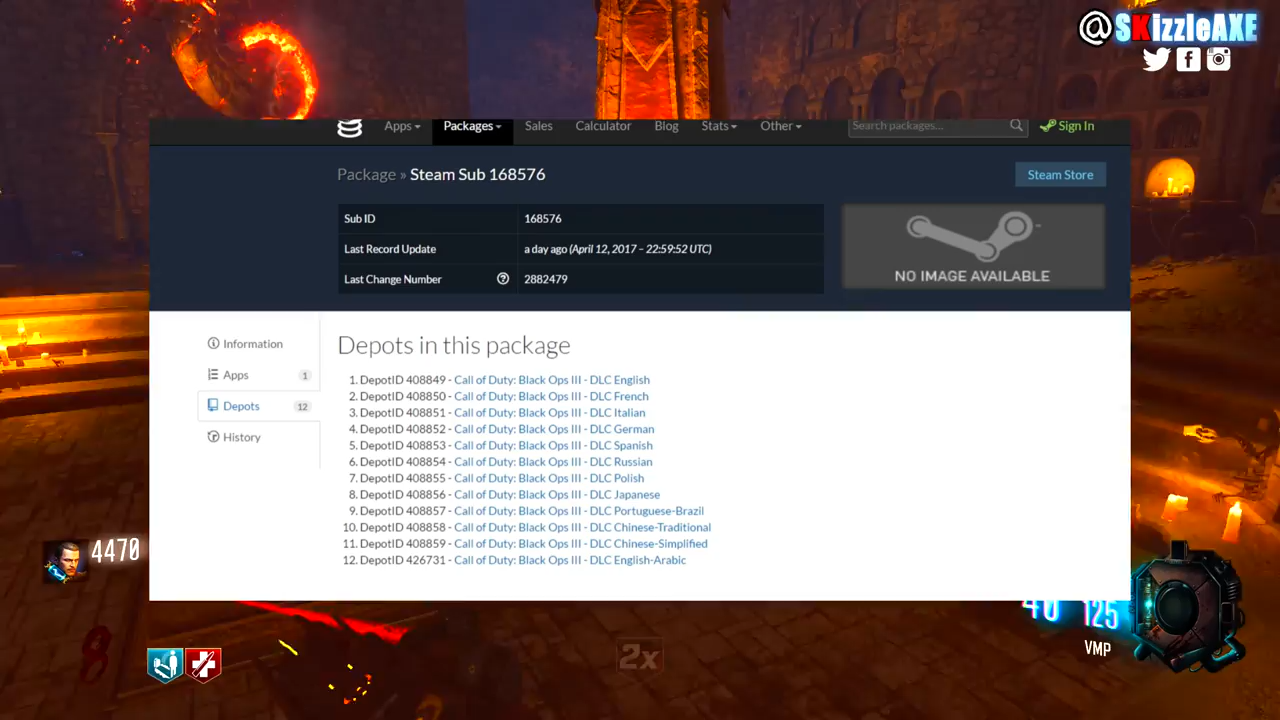 @SKizzleAXE
Apps Packages Sales Calculator Blog Stats Other Search packages... Sign In
Package » Steam Sub 168576
Steam Store
Sub ID 168576
Last Record Update a day ago (April 12, 2017 – 22:59:52 UTC)
Last Change Number 2882479
NO IMAGE AVAILABLE
Information
Apps 1
Depots 12
History
Depots in this package
1. DepotID 408849 - Call of Duty: Black Ops III - DLC English
2. DepotID 408850 - Call of Duty: Black Ops III - DLC French
3. DepotID 408851 - Call of Duty: Black Ops III - DLC Italian
4. DepotID 408852 - Call of Duty: Black Ops III - DLC German
5. DepotID 408853 - Call of Duty: Black Ops III - DLC Spanish
6. DepotID 408854 - Call of Duty: Black Ops III - DLC Russian
7. DepotID 408855 - Call of Duty: Black Ops III - DLC Polish
8. DepotID 408856 - Call of Duty: Black Ops III - DLC Japanese
9. DepotID 408857 - Call of Duty: Black Ops III - DLC Portuguese-Brazil
10. DepotID 408858 - Call of Duty: Black Ops III - DLC Chinese-Traditional
11. DepotID 408859 - Call of Duty: Black Ops III - DLC Chinese-Simplified
12. DepotID 426731 - Call of Duty: Black Ops III - DLC English-Arabic
4470
125
VMP
2x